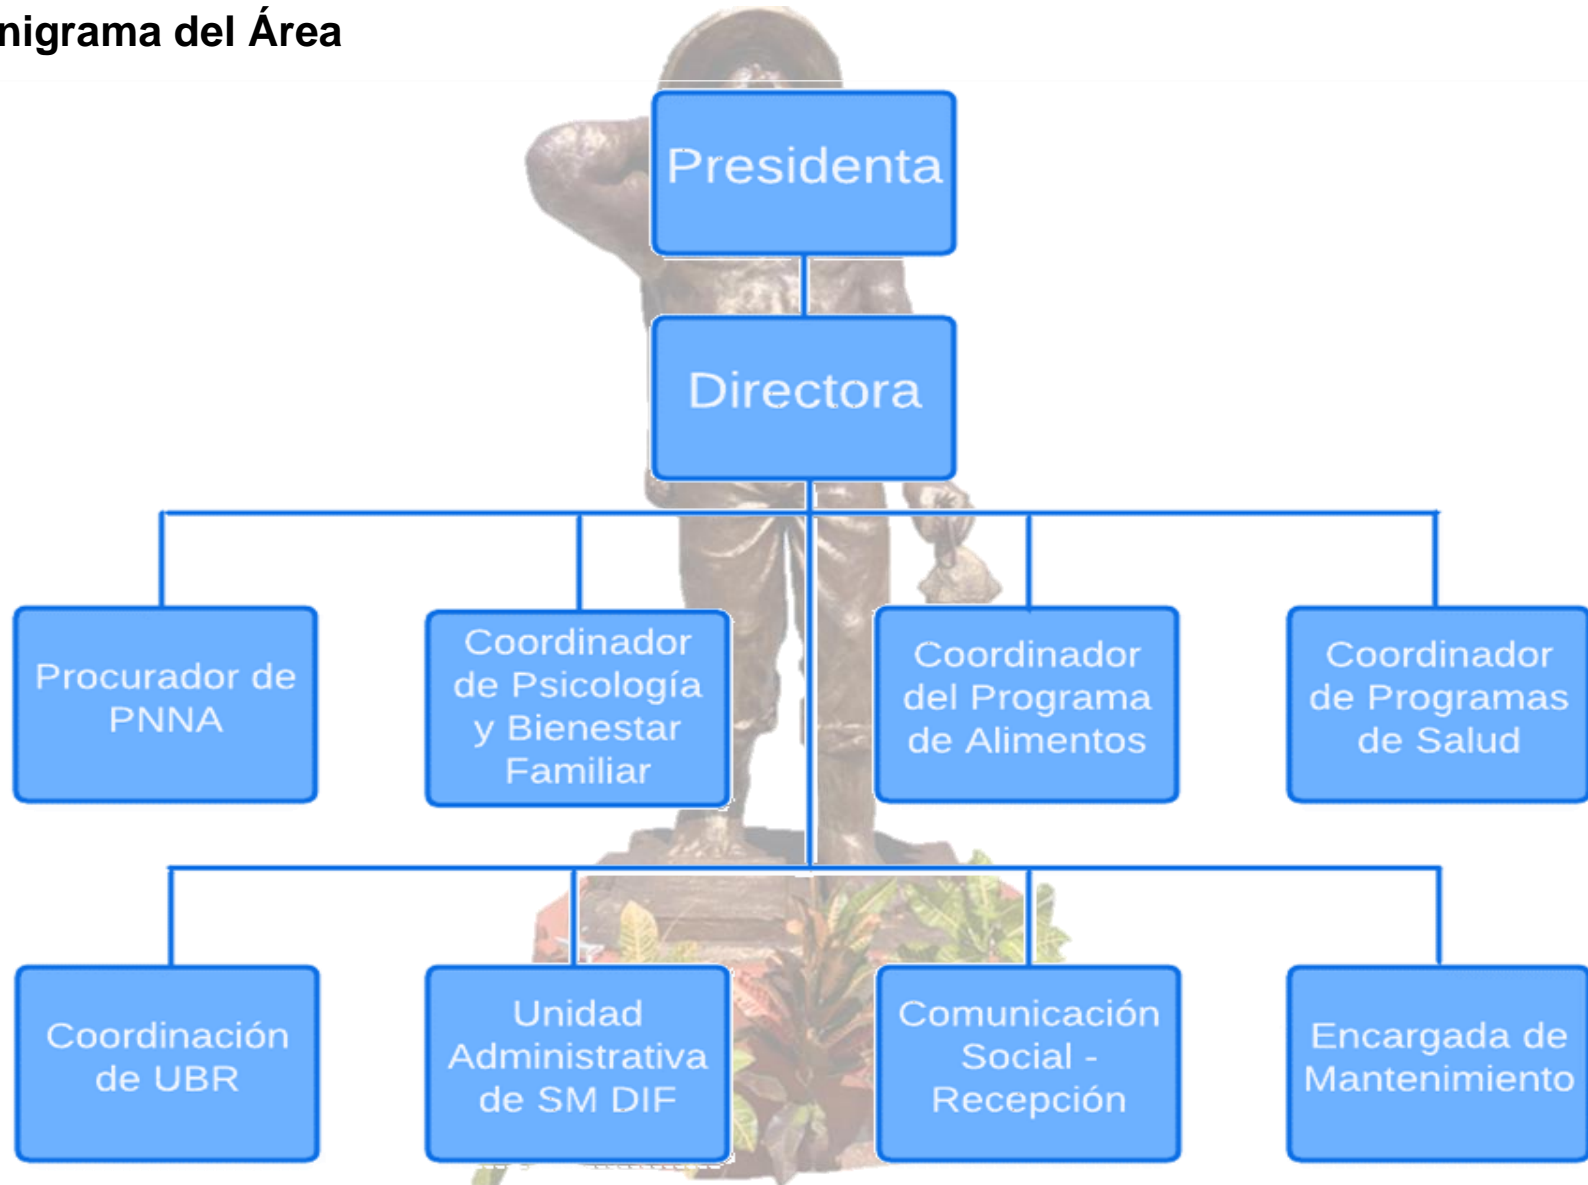 nigrama del Área
Presidenta
Directora
Procurador de
PNNA
Coordinador
de Psicología
y Bienestar
Familiar
Coordinador
del Programa
de Alimentos
Coordinador
de Programas
de Salud
Coordinación
de UBR
Unidad
Administrativa
de SM DIF
Comunicación
Social -
Recepción
Encargada de
Mantenimiento